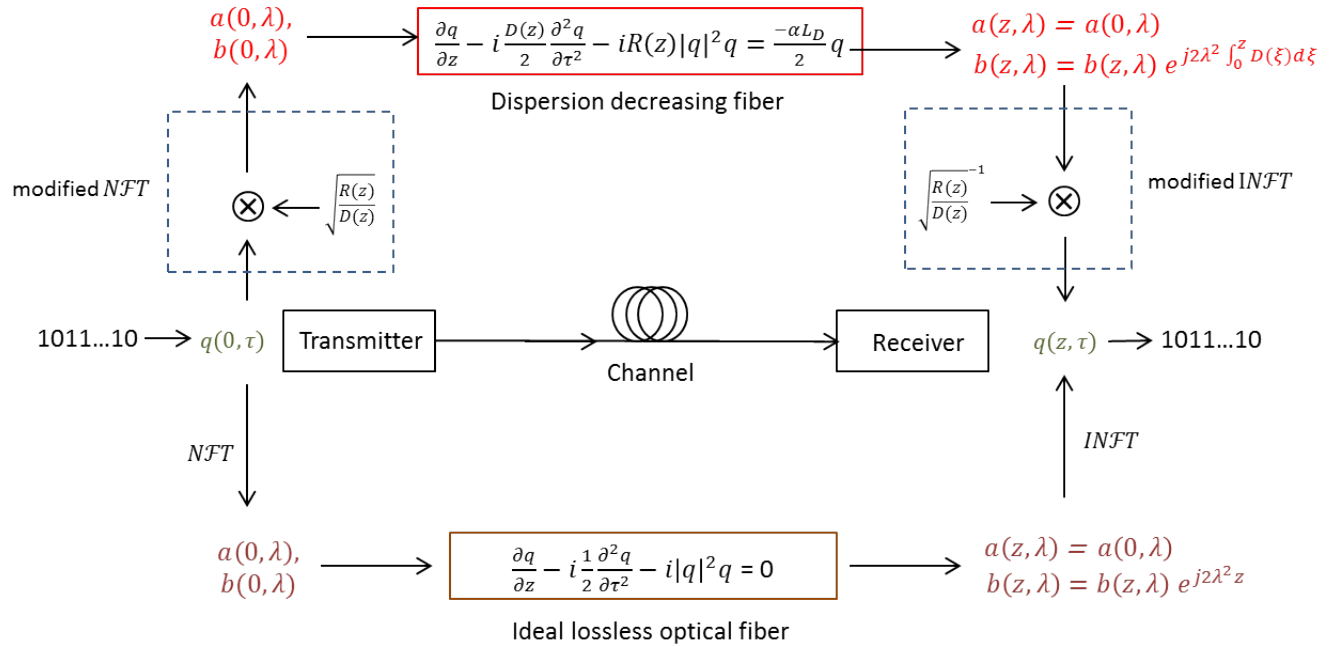 a(0,λ),
b(0,λ)
∂q/∂z − i D(z)/2 ∂²q/∂τ² − iR(z)|q|²q = −αL_D/2 q
a(z,λ) = a(0,λ)
b(z,λ) = b(z,λ) e^{j2λ² ∫₀^z D(ξ)dξ}
Dispersion decreasing fiber
modified NFT
√(R(z)/D(z))
√(R(z)/D(z))⁻¹
modified INFT
1011...10
q(0,τ)
Transmitter
Channel
Receiver
q(z,τ)
1011...10
NFT
INFT
a(0,λ),
b(0,λ)
∂q/∂z − i 1/2 ∂²q/∂τ² − i|q|²q = 0
a(z,λ) = a(0,λ)
b(z,λ) = b(z,λ) e^{j2λ²z}
Ideal lossless optical fiber